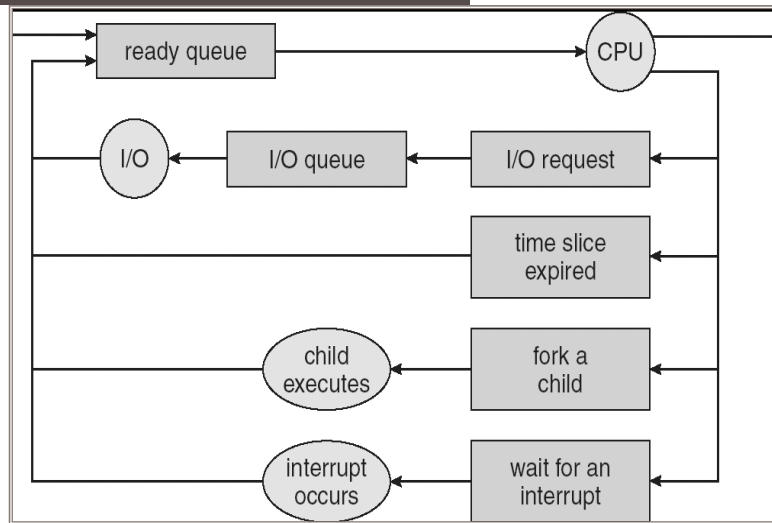 ready queue
CPU
I/O
I/O queue
I/O request
time slice
expired
child
executes
fork a
child
interrupt
occurs
wait for an
interrupt